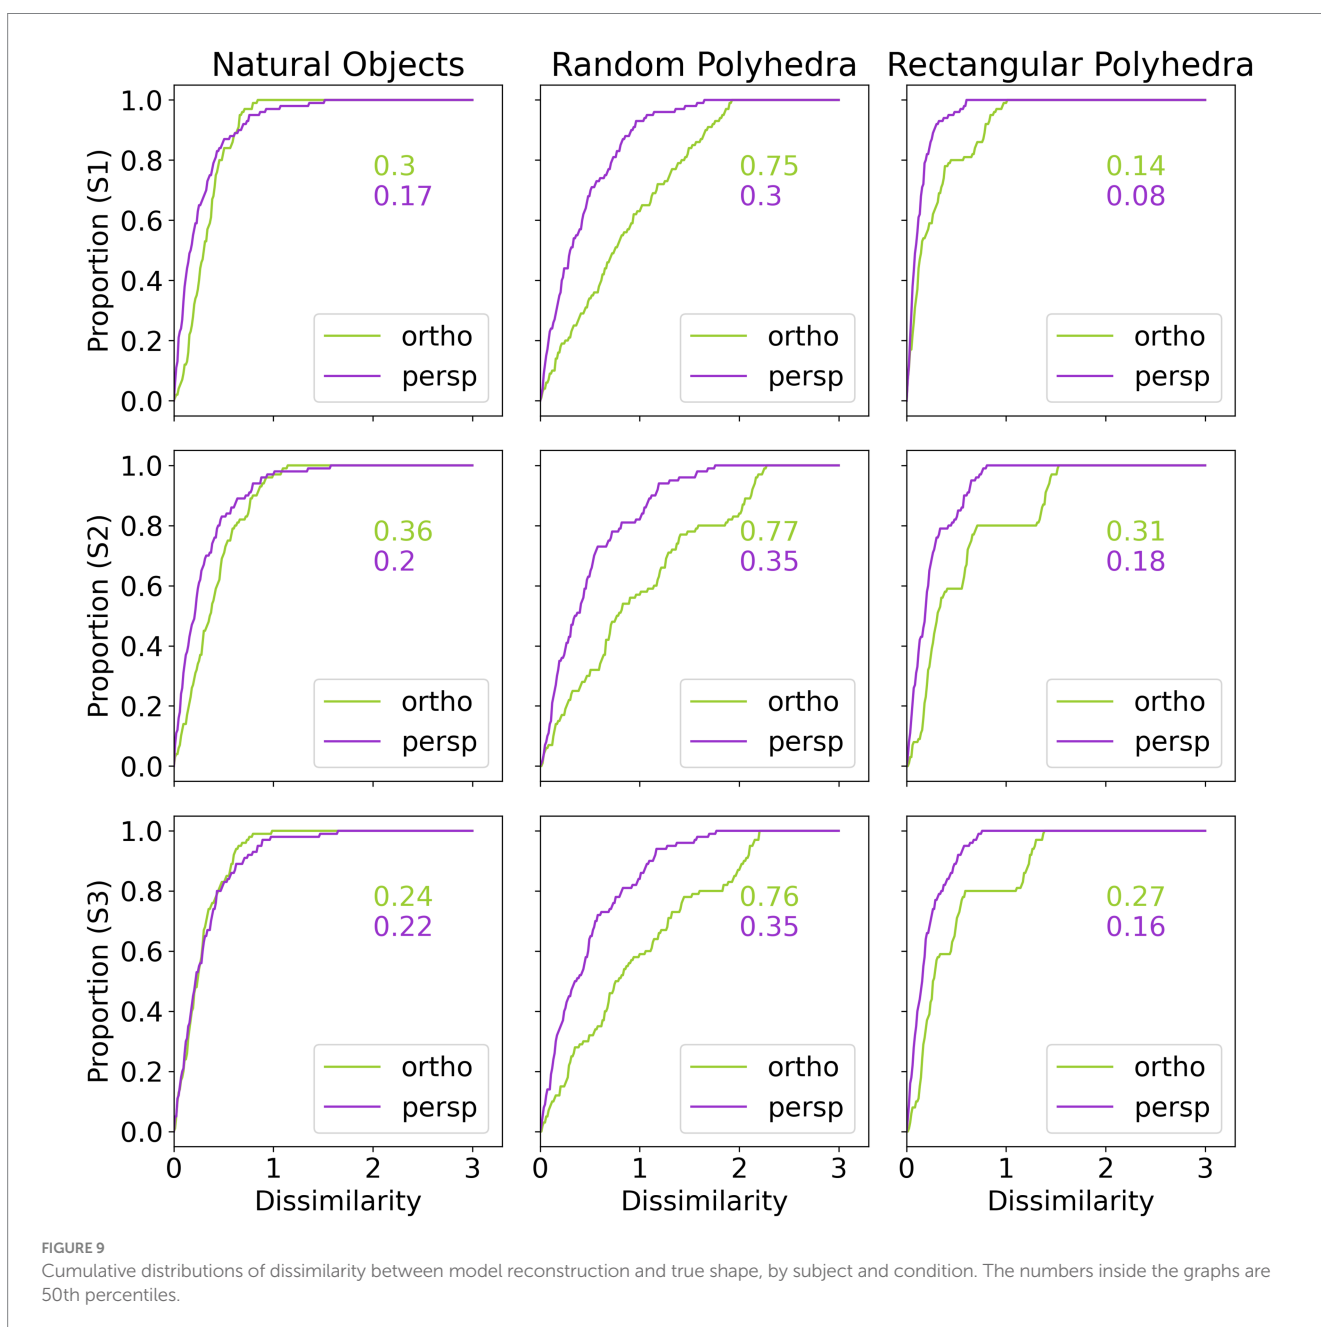 Natural Objects
Random Polyhedra
Rectangular Polyhedra
Proportion (S1)
1.0
0.8
0.6
0.4
0.2
0.0
0.3
0.17
ortho
persp
0.75
0.3
ortho
persp
0.14
0.08
ortho
persp
Proportion (S2)
1.0
0.8
0.6
0.4
0.2
0.0
0.36
0.2
ortho
persp
0.77
0.35
ortho
persp
0.31
0.18
ortho
persp
Proportion (S3)
1.0
0.8
0.6
0.4
0.2
0.0
0.24
0.22
ortho
persp
0.76
0.35
ortho
persp
0.27
0.16
ortho
persp
0 1 2 3
0 1 2 3
0 1 2 3
Dissimilarity
Dissimilarity
Dissimilarity
FIGURE 9
Cumulative distributions of dissimilarity between model reconstruction and true shape, by subject and condition. The numbers inside the graphs are
50th percentiles.